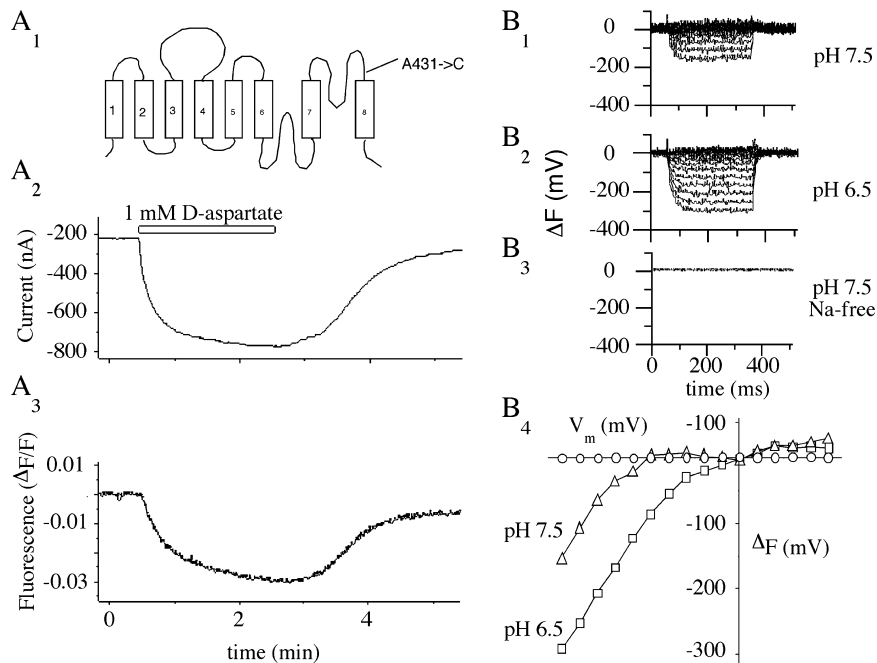 A
1
A431->C
1
2
3
4
5
6
7
8
A
2
1 mM D-aspartate
Current (nA)
-200
-400
-600
-800
0
2
4
A
3
Fluorescence (ΔF/F)
0.01
-0.01
-0.03
0
2
4
time (min)
B
1
0
-200
-400
pH 7.5
B
2
0
-200
-400
pH 6.5
ΔF (mV)
B
3
0
-200
-400
pH 7.5
Na-free
0
200
400
time (ms)
B
4
Vm (mV)
-100
-100
-200
-300
ΔF (mV)
pH 7.5
pH 6.5